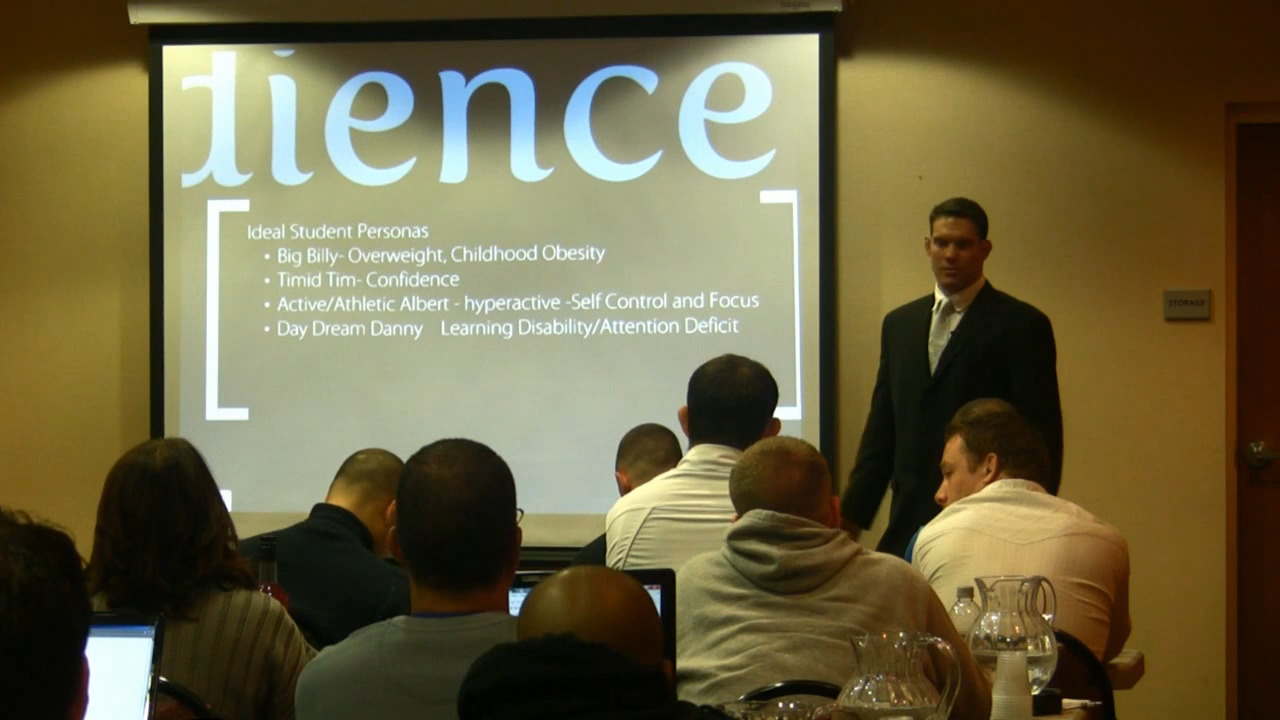 dience
Ideal Student Personas
• Big Billy- Overweight, Childhood Obesity
• Timid Tim- Confidence
• Active/Athletic Albert - hyperactive -Self Control and Focus
• Day Dream Danny Learning Disability/Attention Deficit
STORAGE